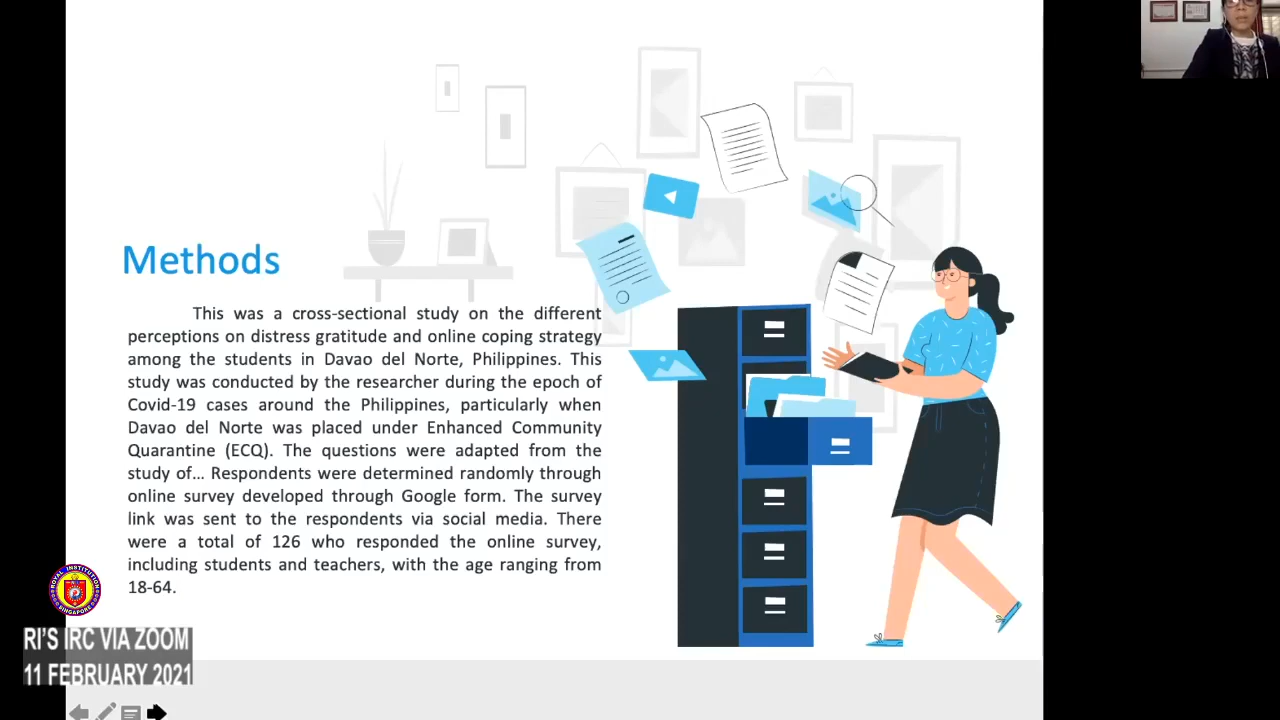 Methods
This was a cross-sectional study on the different
perceptions on distress gratitude and online coping strategy
among the students in Davao del Norte, Philippines. This
study was conducted by the researcher during the epoch of
Covid-19 cases around the Philippines, particularly when
Davao del Norte was placed under Enhanced Community
Quarantine (ECQ). The questions were adapted from the
study of... Respondents were determined randomly through
online survey developed through Google form. The survey
link was sent to the respondents via social media. There
were a total of 126 who responded the online survey,
including students and teachers, with the age ranging from
18-64.
ROYAL INSTITUTION
SINGAPORE
RI'S IRC VIA ZOOM
11 FEBRUARY 2021